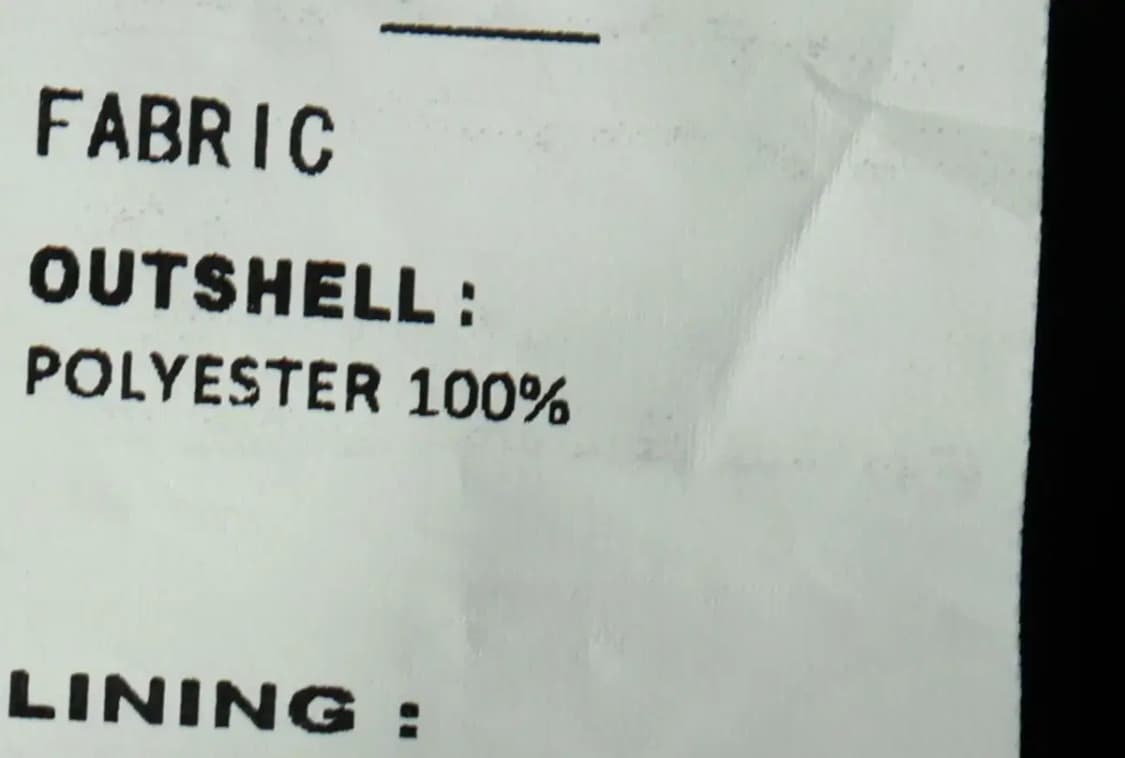 FABRIC
OUTSHELL:
POLYESTER 100%
LINING :